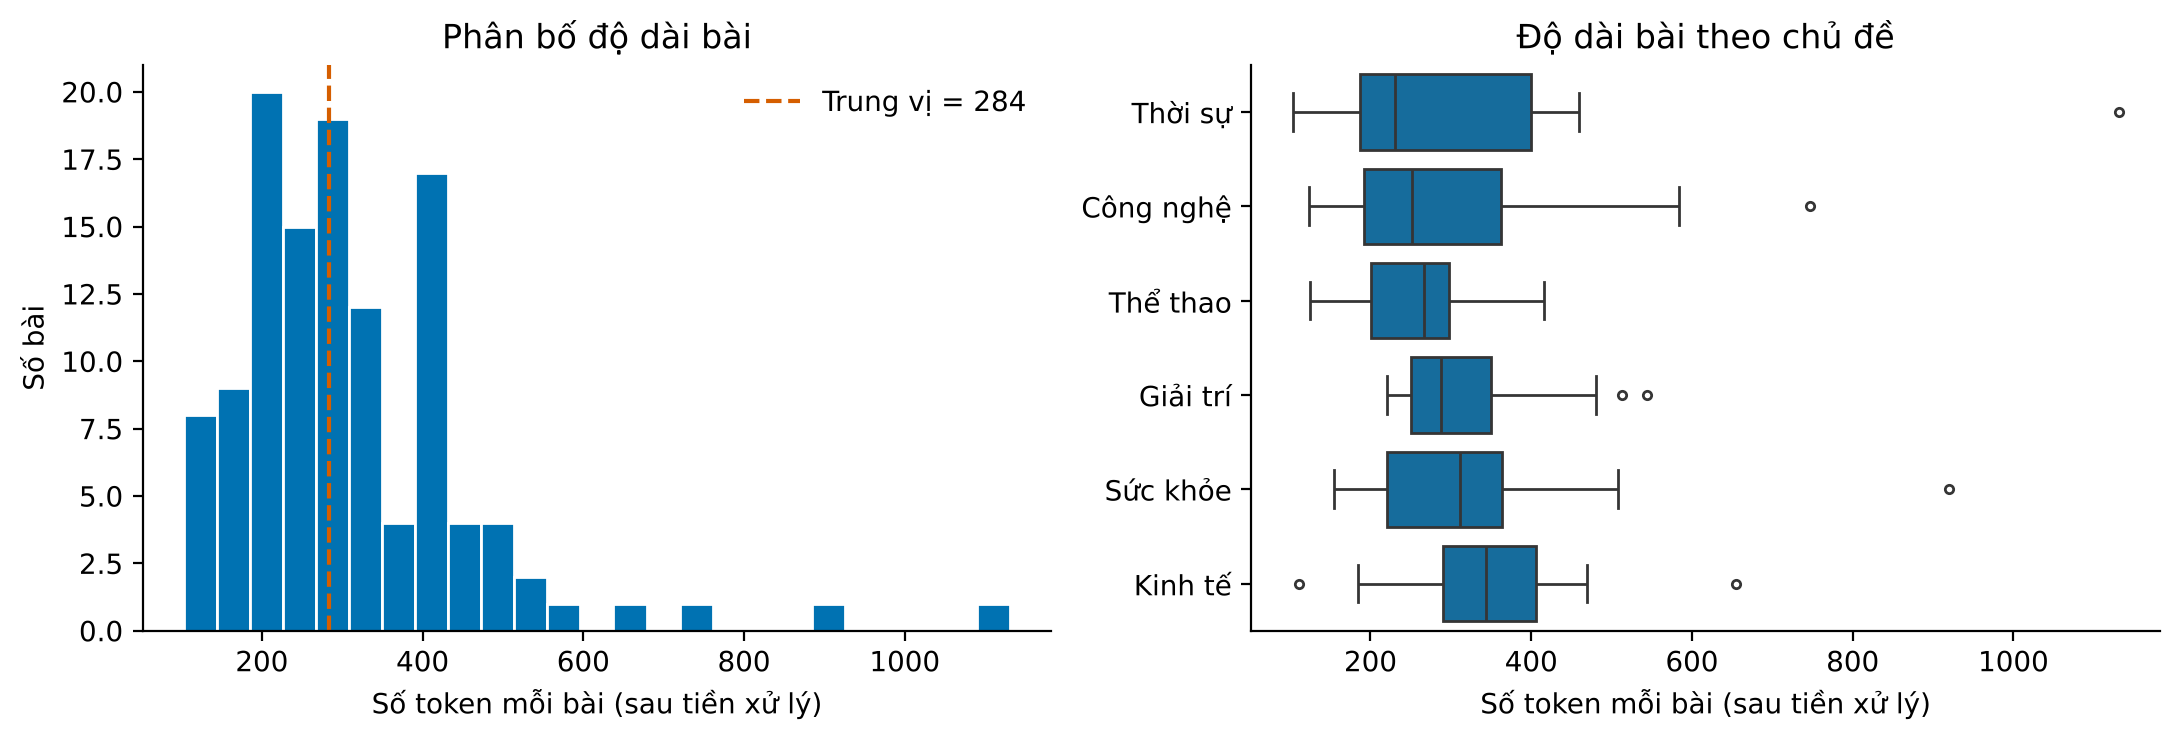 Phân bố độ dài bài
20.0
17.5
15.0
12.5
10.0
7.5
5.0
2.5
0.0
Số bài
Trung vị = 284
200 400 600 800 1000
Số token mỗi bài (sau tiền xử lý)
Độ dài bài theo chủ đề
Thời sự
Công nghệ
Thể thao
Giải trí
Sức khỏe
Kinh tế
200 400 600 800 1000
Số token mỗi bài (sau tiền xử lý)